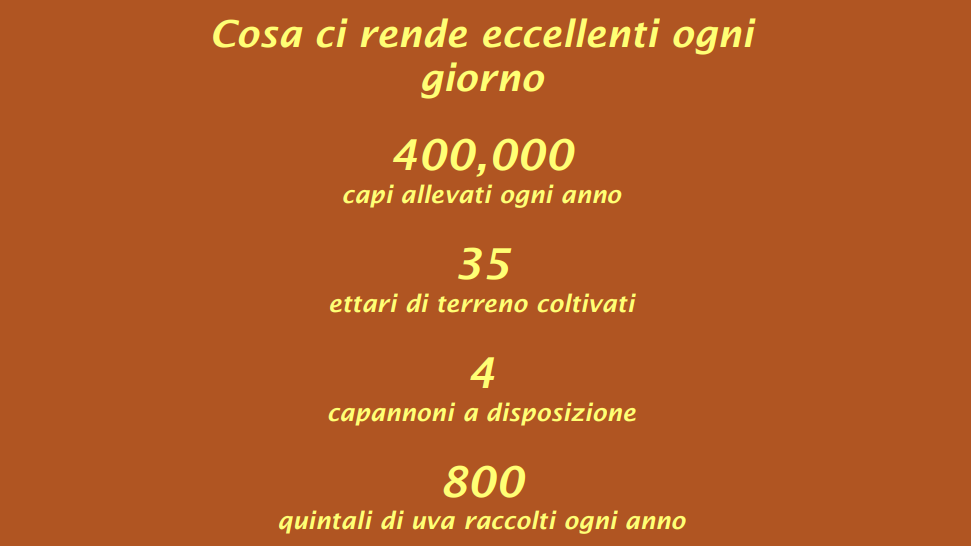 Cosa ci rende eccellenti ogni
giorno
400,000
capi allevati ogni anno
35
ettari di terreno coltivati
4
capannoni a disposizione
800
quintali di uva raccolti ogni anno